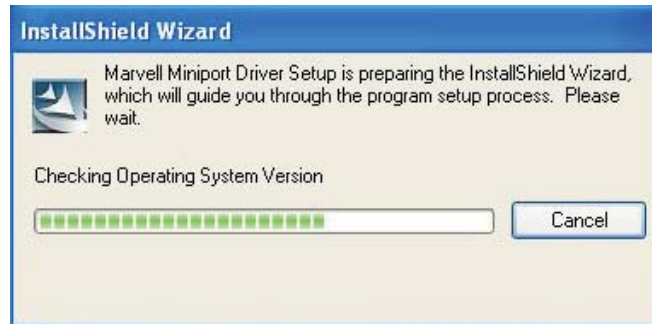 InstallShield Wizard
Marvell Miniport Driver Setup is preparing the InstallShield Wizard,
which will guide you through the program setup process.  Please
wait.
Checking Operating System Version
Cancel